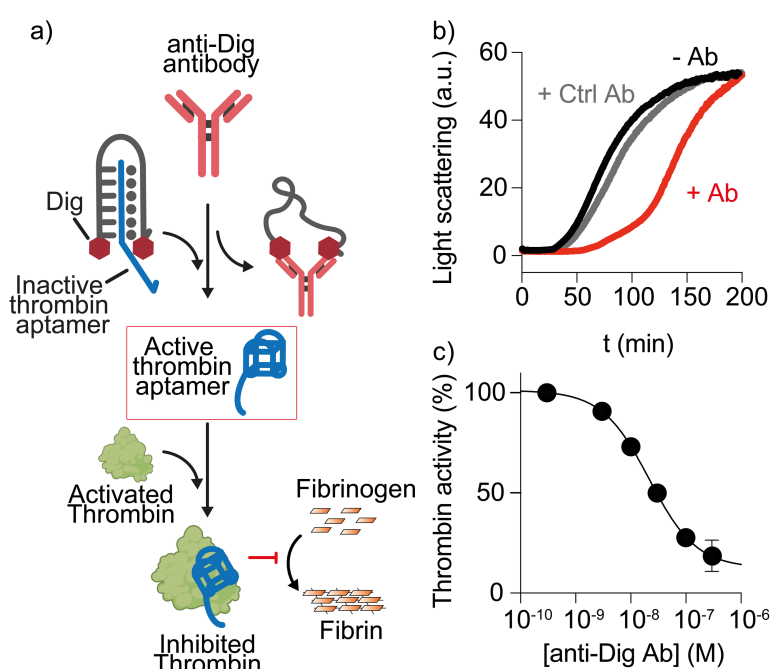 a)
anti-Dig
antibody
Dig
Inactive
thrombin
aptamer
Active
thrombin
aptamer
Activated
Thrombin
Fibrinogen
Fibrin
Inhibited
Thrombin
b)
Light scattering (a.u.)
60
40
20
0
- Ab
+ Ctrl Ab
+ Ab
0 50 100 150 200
t (min)
c)
Thrombin activity (%)
100
50
0
10-10 10-9 10-8 10-7 10-6
[anti-Dig Ab] (M)